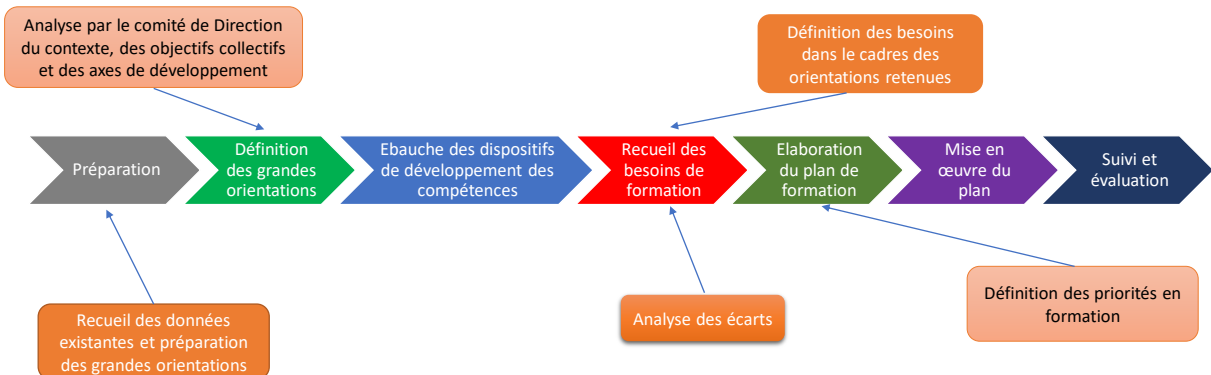 Analyse par le comité de Direction
du contexte, des objectifs collectifs
et des axes de développement
Définition des besoins
dans le cadres des
orientations retenues
Préparation
Définition
des grandes
orientations
Ebauche des dispositifs
de développement des
compétences
Recueil des
besoins de
formation
Elaboration
du plan de
formation
Mise en
œuvre du
plan
Suivi et
évaluation
Recueil des données
existantes et préparation
des grandes orientations
Analyse des écarts
Définition des priorités en
formation